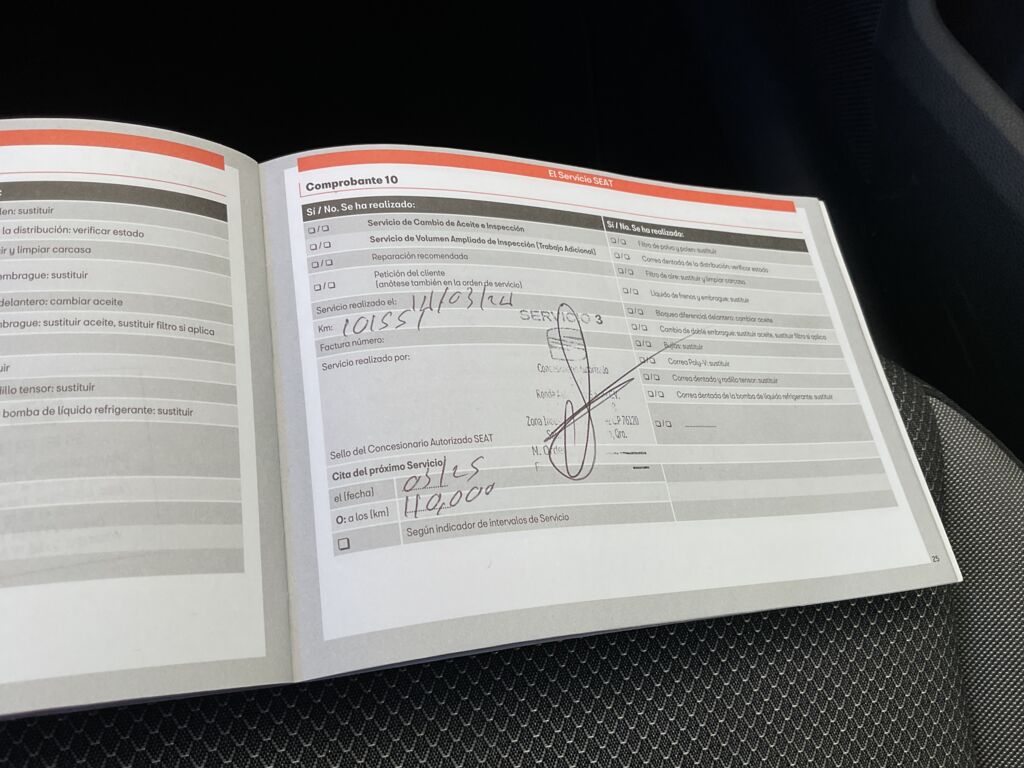 :
en: sustituir
la distribución: verificar estado
ir y limpiar carcasa
embrague: sustituir
delantero: cambiar aceite
mbrague: sustituir aceite, sustituir filtro si aplica
uir
dillo tensor: sustituir
bomba de líquido refrigerante: sustituir
El Servicio SEAT
Comprobante 10
Sí / No. Se ha realizado:
Servicio de Cambio de Aceite e Inspección
Servicio de Volumen Ampliado de Inspección (Trabajo Adicional)
Reparación recomendada
Petición del cliente
(anótese también en la orden de servicio)
Servicio realizado el: 14/03/24
Km: 101551
Factura número:
Servicio realizado por:
SERVICIO 3
Zona
CP 76220
Qro.
Sello del Concesionario Autorizado SEAT
Cita del próximo Servicio
el (fecha) 03/25
O: a los (km) 110,000
Según indicador de intervalos de Servicio
Sí / No. Se ha realizado:
Filtro de polvo y polen: sustituir
Correa dentada de la distribución: verificar estado
Filtro de aire: sustituir y limpiar carcasa
Líquido de frenos y embrague: sustituir
Bloqueo diferencial delantero: cambiar aceite
Cambio de doble embrague: sustituir aceite, sustituir filtro si aplica
Bujías: sustituir
Correa Poly-V: sustituir
Correa dentada y rodillo tensor: sustituir
Correa dentada de la bomba de líquido refrigerante: sustituir
25